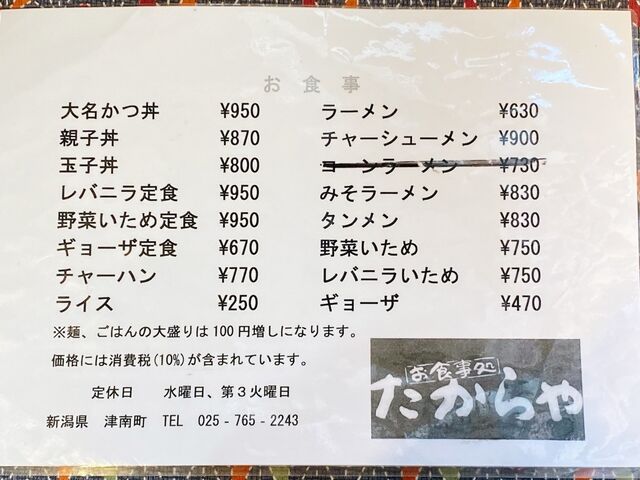 お食事
大名かつ丼 ¥950
親子丼 ¥870
玉子丼 ¥800
レバニラ定食 ¥950
野菜いため定食 ¥950
ギョーザ定食 ¥670
チャーハン ¥770
ライス ¥250
ラーメン ¥630
チャーシューメン ¥900
コーンラーメン ¥730
みそラーメン ¥830
タンメン ¥830
野菜いため ¥750
レバニラいため ¥750
ギョーザ ¥470
※麺、ごはんの大盛りは100円増しになります。
価格には消費税(10%)が含まれています。
定休日 水曜日、第3火曜日
新潟県 津南町 TEL 025-765-2243
お食事処
たからや